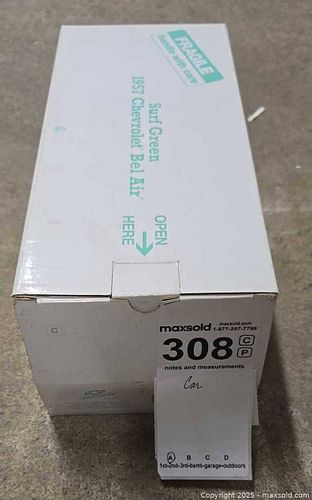 FRAGILE
handle with care
Surf Green
1957 Chevrolet Bel Air
OPEN
HERE
C
maxsold
maxsold.com
1-877-257-7799
308
C
P
notes and measurements
Car
A B C D
1st-2nd-3rd-bsmt-garage-outdoors
Copyright © 2025 - maxsold.com